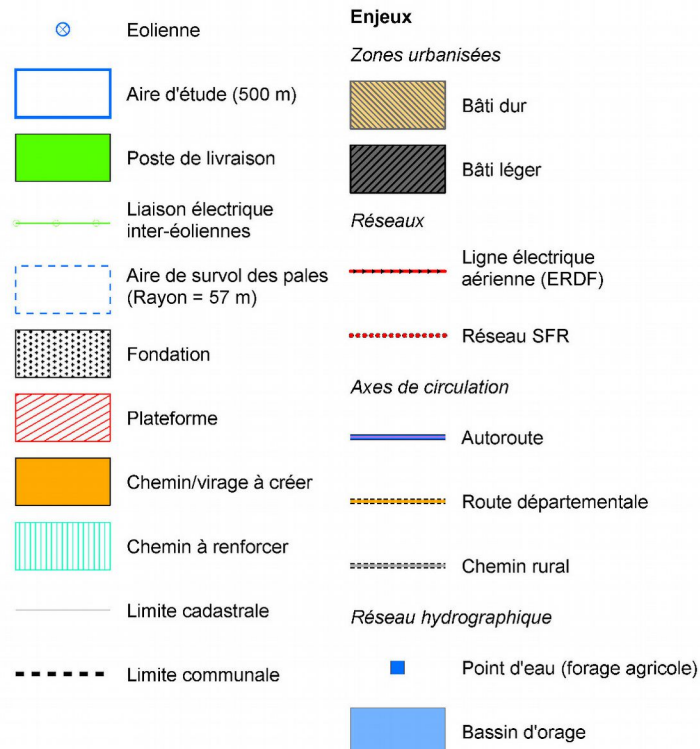 Eolienne
Aire d'étude (500 m)
Poste de livraison
Liaison électrique
inter-éoliennes
Aire de survol des pales
(Rayon = 57 m)
Fondation
Plateforme
Chemin/virage à créer
Chemin à renforcer
Limite cadastrale
Limite communale
Enjeux
Zones urbanisées
Bâti dur
Bâti léger
Réseaux
Ligne électrique
aérienne (ERDF)
Réseau SFR
Axes de circulation
Autoroute
Route départementale
Chemin rural
Réseau hydrographique
Point d'eau (forage agricole)
Bassin d'orage